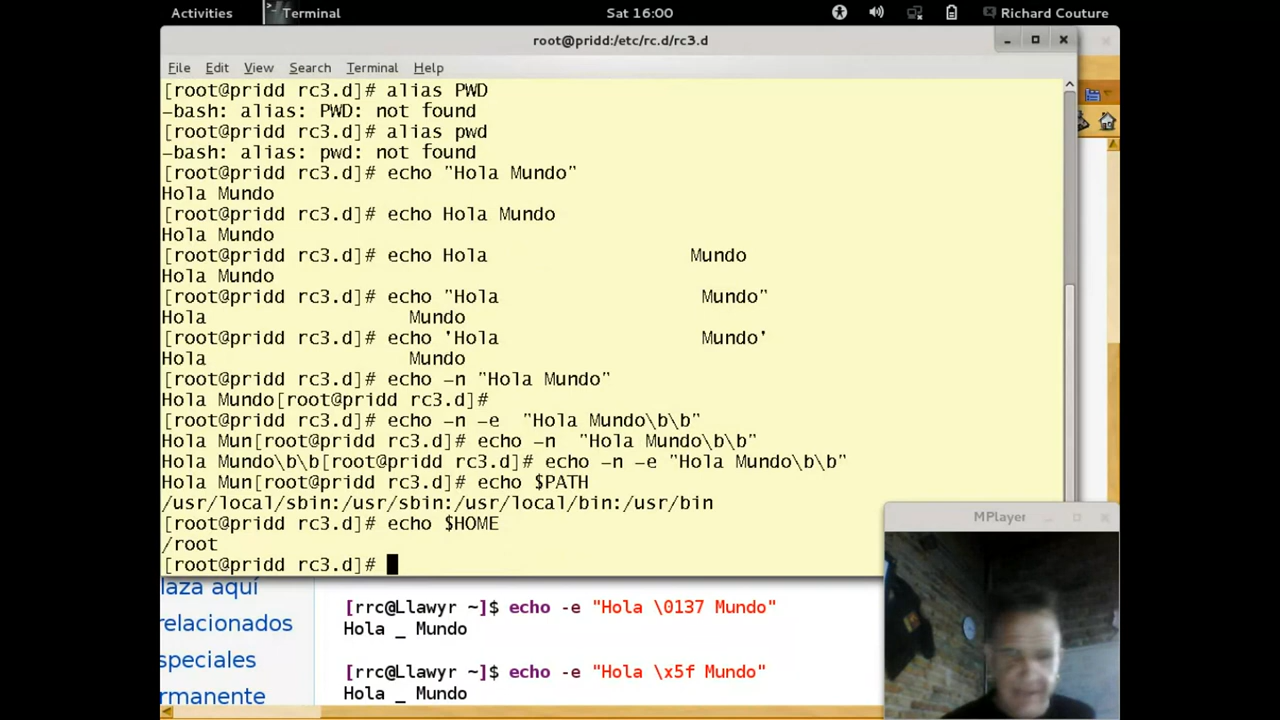 Activities Terminal Sat 16:00 Richard Couture
root@pridd:/etc/rc.d/rc3.d
File Edit View Search Terminal Help
[root@pridd rc3.d]# alias PWD
-bash: alias: PWD: not found
[root@pridd rc3.d]# alias pwd
-bash: alias: pwd: not found
[root@pridd rc3.d]# echo "Hola Mundo"
Hola Mundo
[root@pridd rc3.d]# echo Hola Mundo
Hola Mundo
[root@pridd rc3.d]# echo Hola                  Mundo
Hola Mundo
[root@pridd rc3.d]# echo "Hola                  Mundo"
Hola                  Mundo
[root@pridd rc3.d]# echo 'Hola                  Mundo'
Hola                  Mundo
[root@pridd rc3.d]# echo -n "Hola Mundo"
Hola Mundo[root@pridd rc3.d]#
[root@pridd rc3.d]# echo -n -e  "Hola Mundo\b\b"
Hola Mun[root@pridd rc3.d]# echo -n  "Hola Mundo\b\b"
Hola Mundo\b\b[root@pridd rc3.d]# echo -n -e "Hola Mundo\b\b"
Hola Mun[root@pridd rc3.d]# echo $PATH
/usr/local/sbin:/usr/sbin:/usr/local/bin:/usr/bin
[root@pridd rc3.d]# echo $HOME
/root
[root@pridd rc3.d]#
MPlayer
laza aquí
relacionados
speciales
rmanente
[rrc@Llawyr ~]$ echo -e "Hola \0137 Mundo"
Hola _ Mundo
[rrc@Llawyr ~]$ echo -e "Hola \x5f Mundo"
Hola _ Mundo